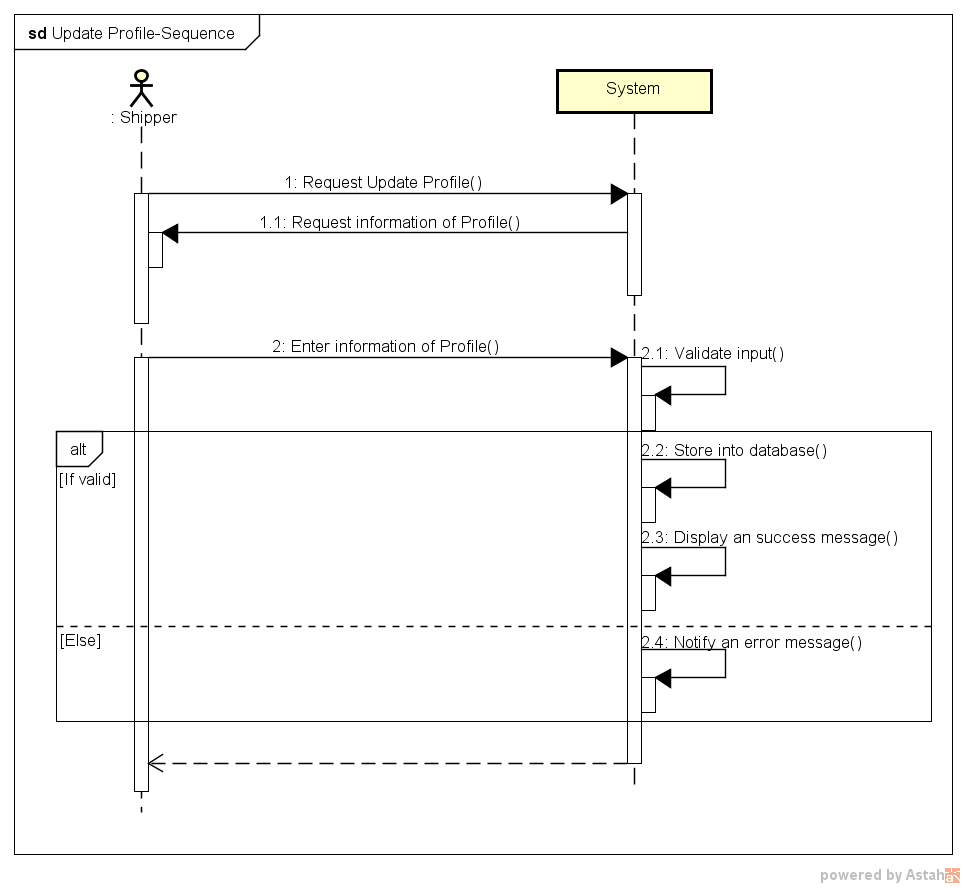 sd Update Profile-Sequence
: Shipper
System
1: Request Update Profile()
1.1: Request information of Profile()
2: Enter information of Profile()
2.1: Validate input()
alt
[If valid]
2.2: Store into database()
2.3: Display an success message()
[Else]
2.4: Notify an error message()
powered by Astah